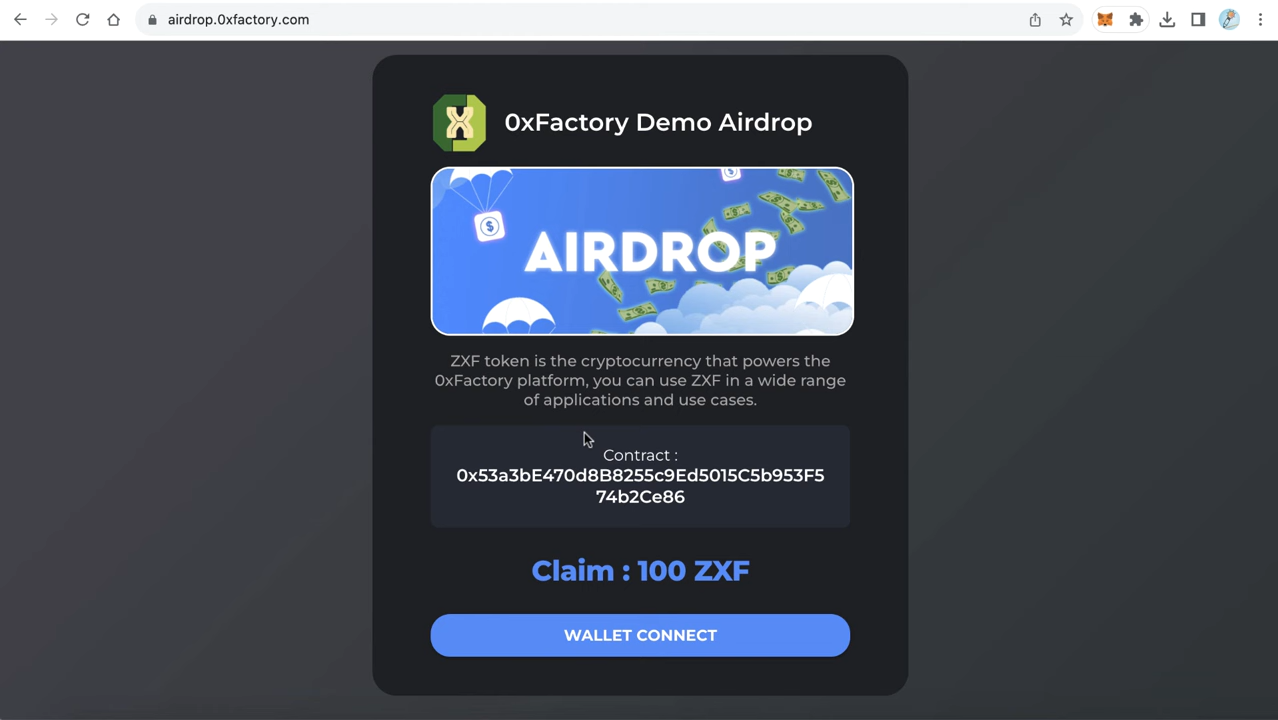 airdrop.0xfactory.com
0xFactory Demo Airdrop
AIRDROP
ZXF token is the cryptocurrency that powers the
0xFactory platform, you can use ZXF in a wide range
of applications and use cases.
Contract :
0x53a3bE470d8B8255c9Ed5015C5b953F5
74b2Ce86
Claim : 100 ZXF
WALLET CONNECT